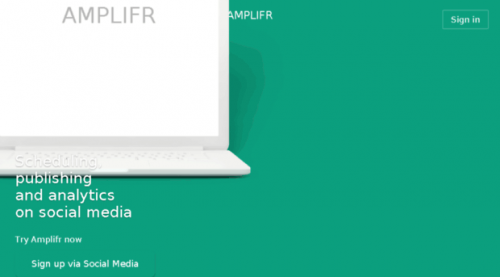 AMPLIFR
AMPLIFR
Sign in
Scheduling,
publishing
and analytics
on social media
Try Amplifr now
Sign up via Social Media